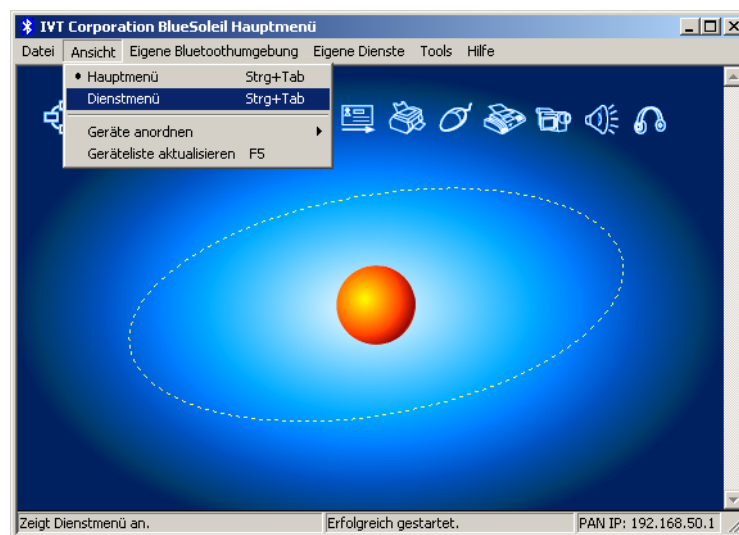 IVT Corporation BlueSoleil Hauptmenü
Datei Ansicht Eigene Bluetoothumgebung Eigene Dienste Tools Hilfe
Hauptmenü Strg+Tab
Dienstmenü Strg+Tab
Geräte anordnen
Geräteliste aktualisieren F5
Zeigt Dienstmenü an. Erfolgreich gestartet. PAN IP: 192.168.50.1